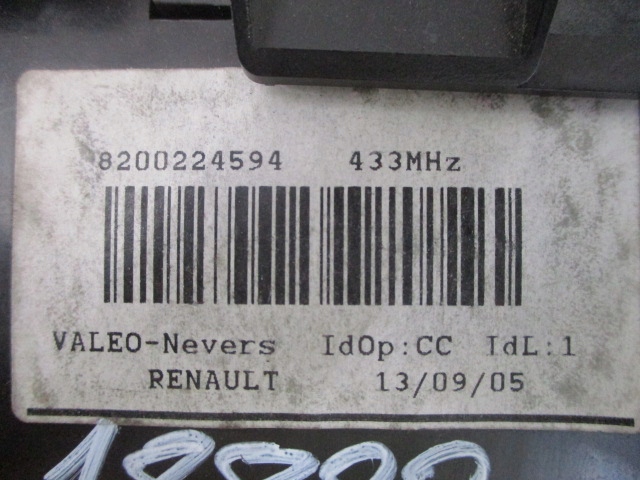 8200224594 433MHz
VALEO-Nevers IdOp:CC IdL:1
RENAULT 13/09/05